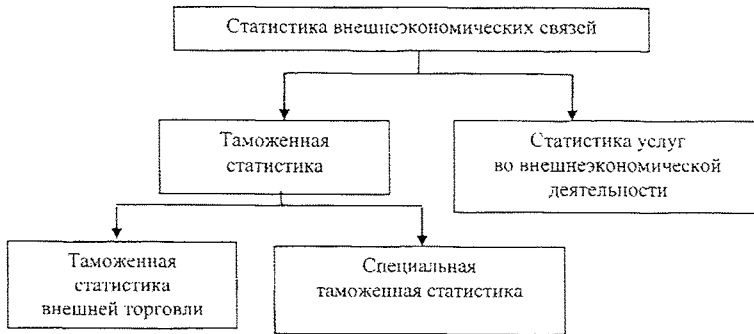 Статистика внешнеэкономических связей
Таможенная
статистика
Статистика услуг
во внешнеэкономической
деятельности
Таможенная
статистика
внешней торговли
Специальная
таможенная статистика